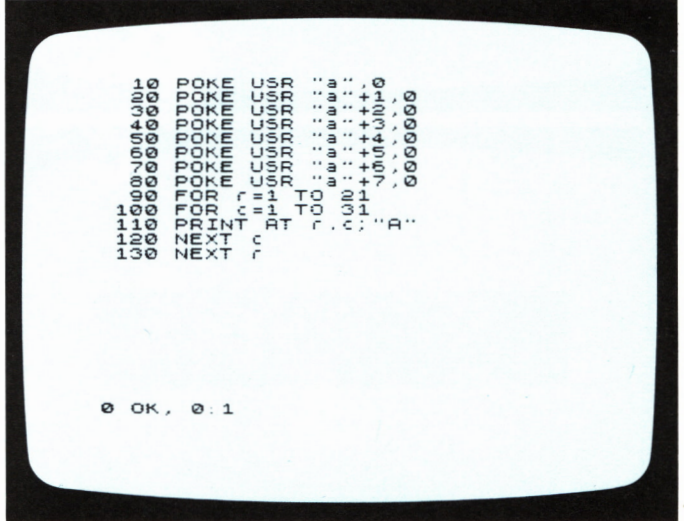 10 POKE USR "a",0
20 POKE USR "a"+1,0
30 POKE USR "a"+2,0
40 POKE USR "a"+3,0
50 POKE USR "a"+4,0
60 POKE USR "a"+5,0
70 POKE USR "a"+6,0
80 POKE USR "a"+7,0
90 FOR r=1 TO 21
100 FOR c=1 TO 31
110 PRINT AT r,c;"A"
120 NEXT c
130 NEXT r
0 OK, 0:1